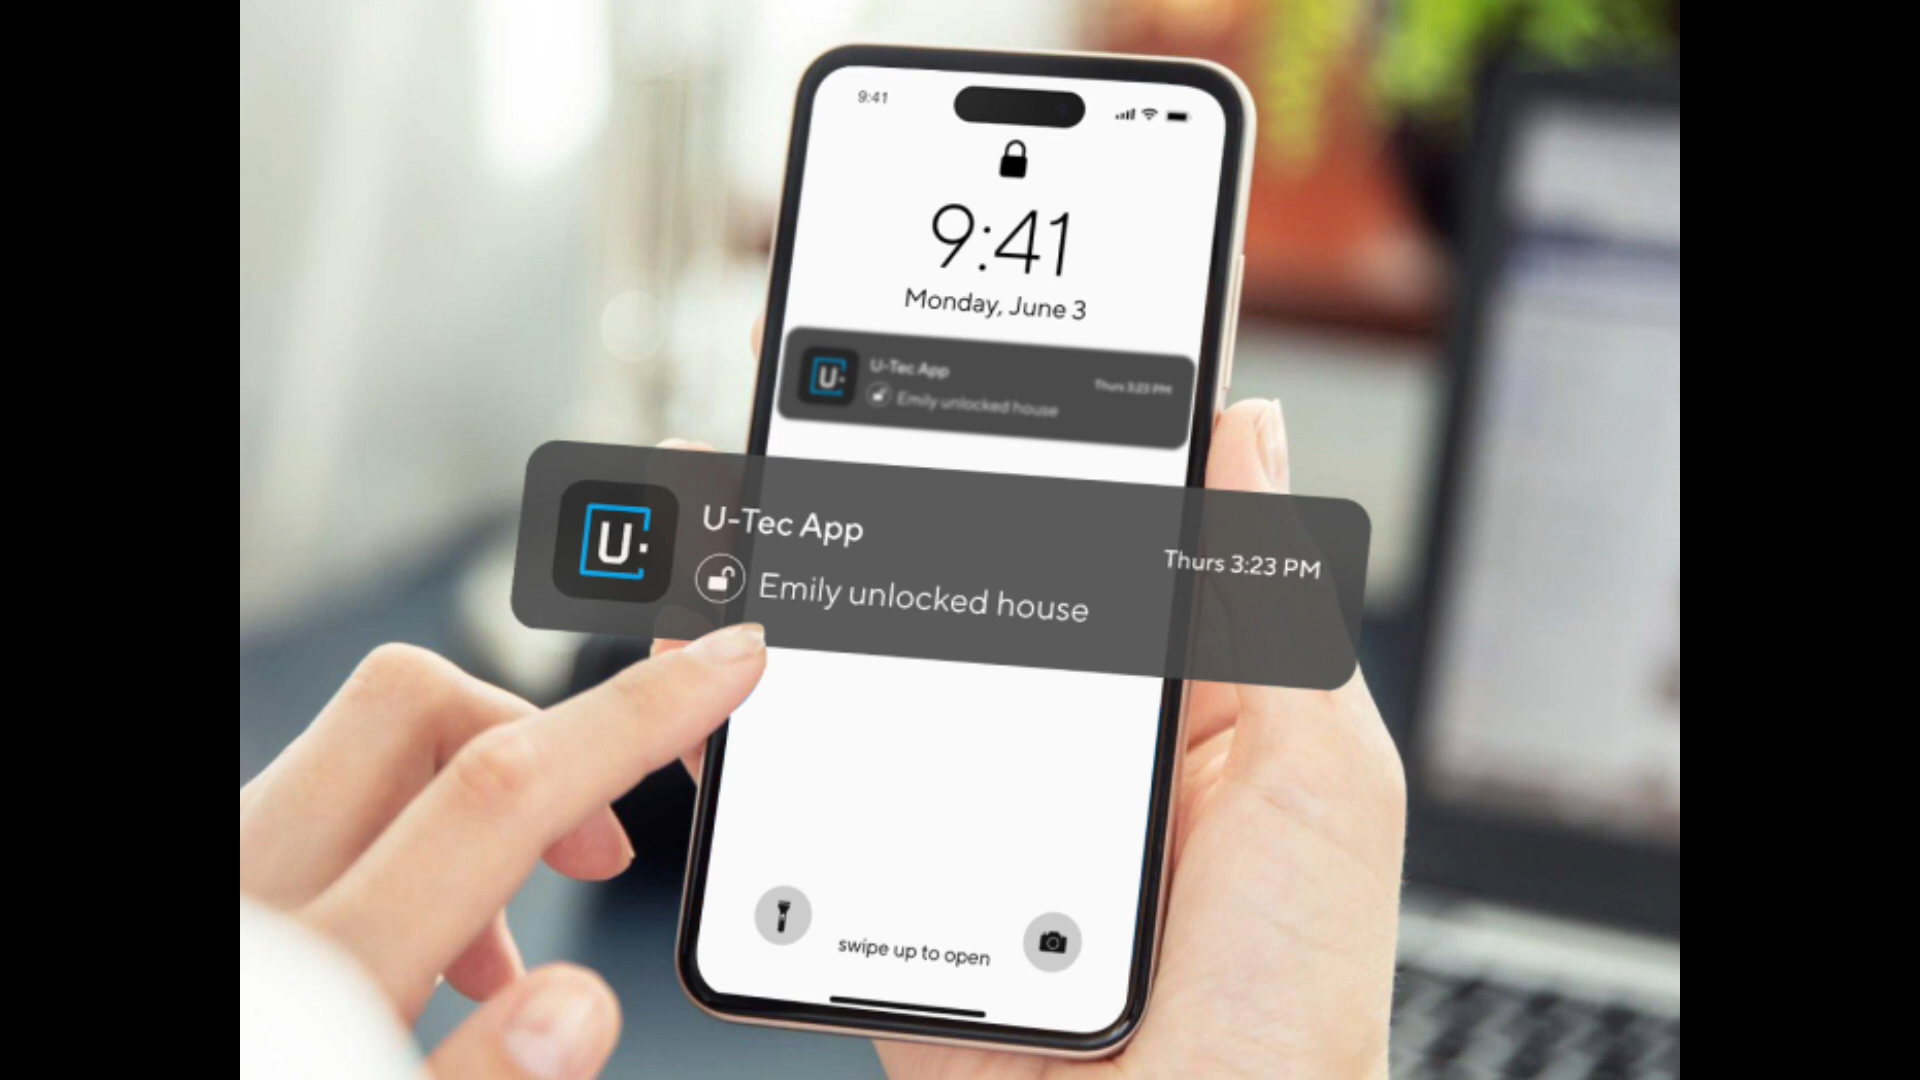 9:41
9:41
Monday, June 3
U-Tec App
Thurs 3:23 PM
Emily unlocked house
U:
U-Tec App
Thurs 3:23 PM
Emily unlocked house
U:
swipe up to open